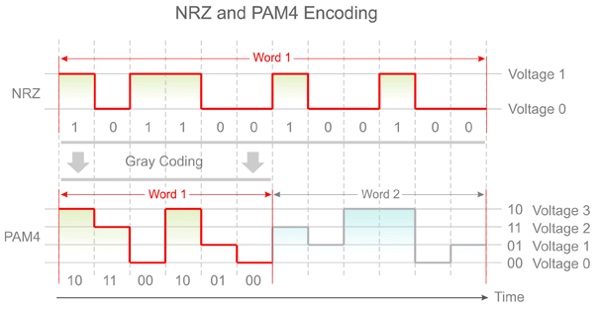 NRZ and PAM4 Encoding
Word 1
Voltage 1
NRZ
Voltage 0
1 0 1 1 0 0 1 0 0 1 0 0
Gray Coding
Word 1 Word 2
10 Voltage 3
11 Voltage 2
PAM4
01 Voltage 1
00 Voltage 0
10 11 00 10 01 00
Time